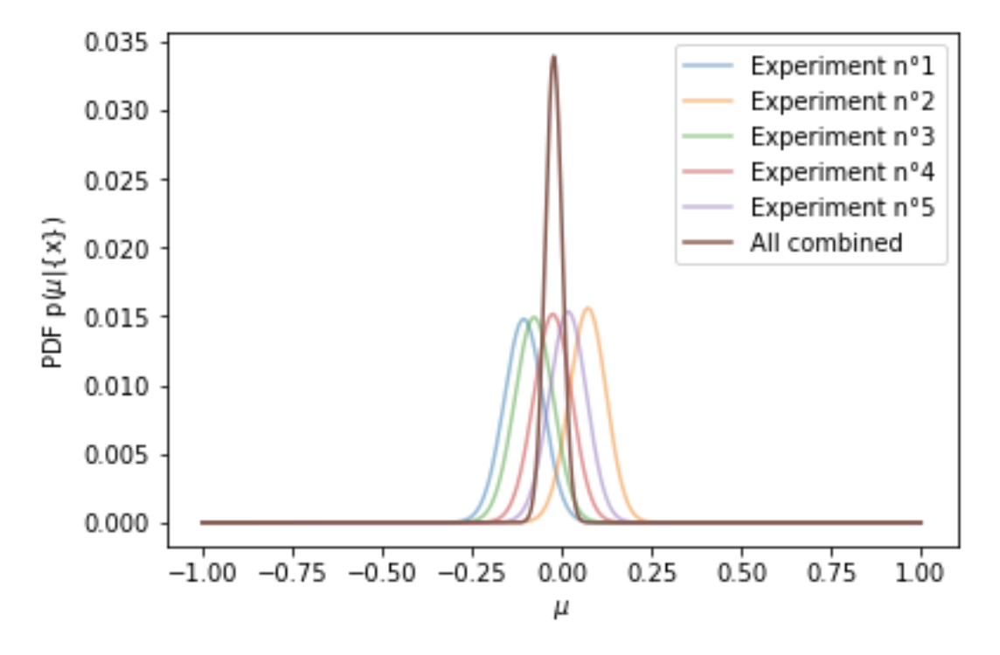 0.035
0.030
0.025
0.020
0.015
0.010
0.005
0.000
PDF p(μ|{x})
−1.00 −0.75 −0.50 −0.25 0.00 0.25 0.50 0.75 1.00
μ
Experiment n°1
Experiment n°2
Experiment n°3
Experiment n°4
Experiment n°5
All combined